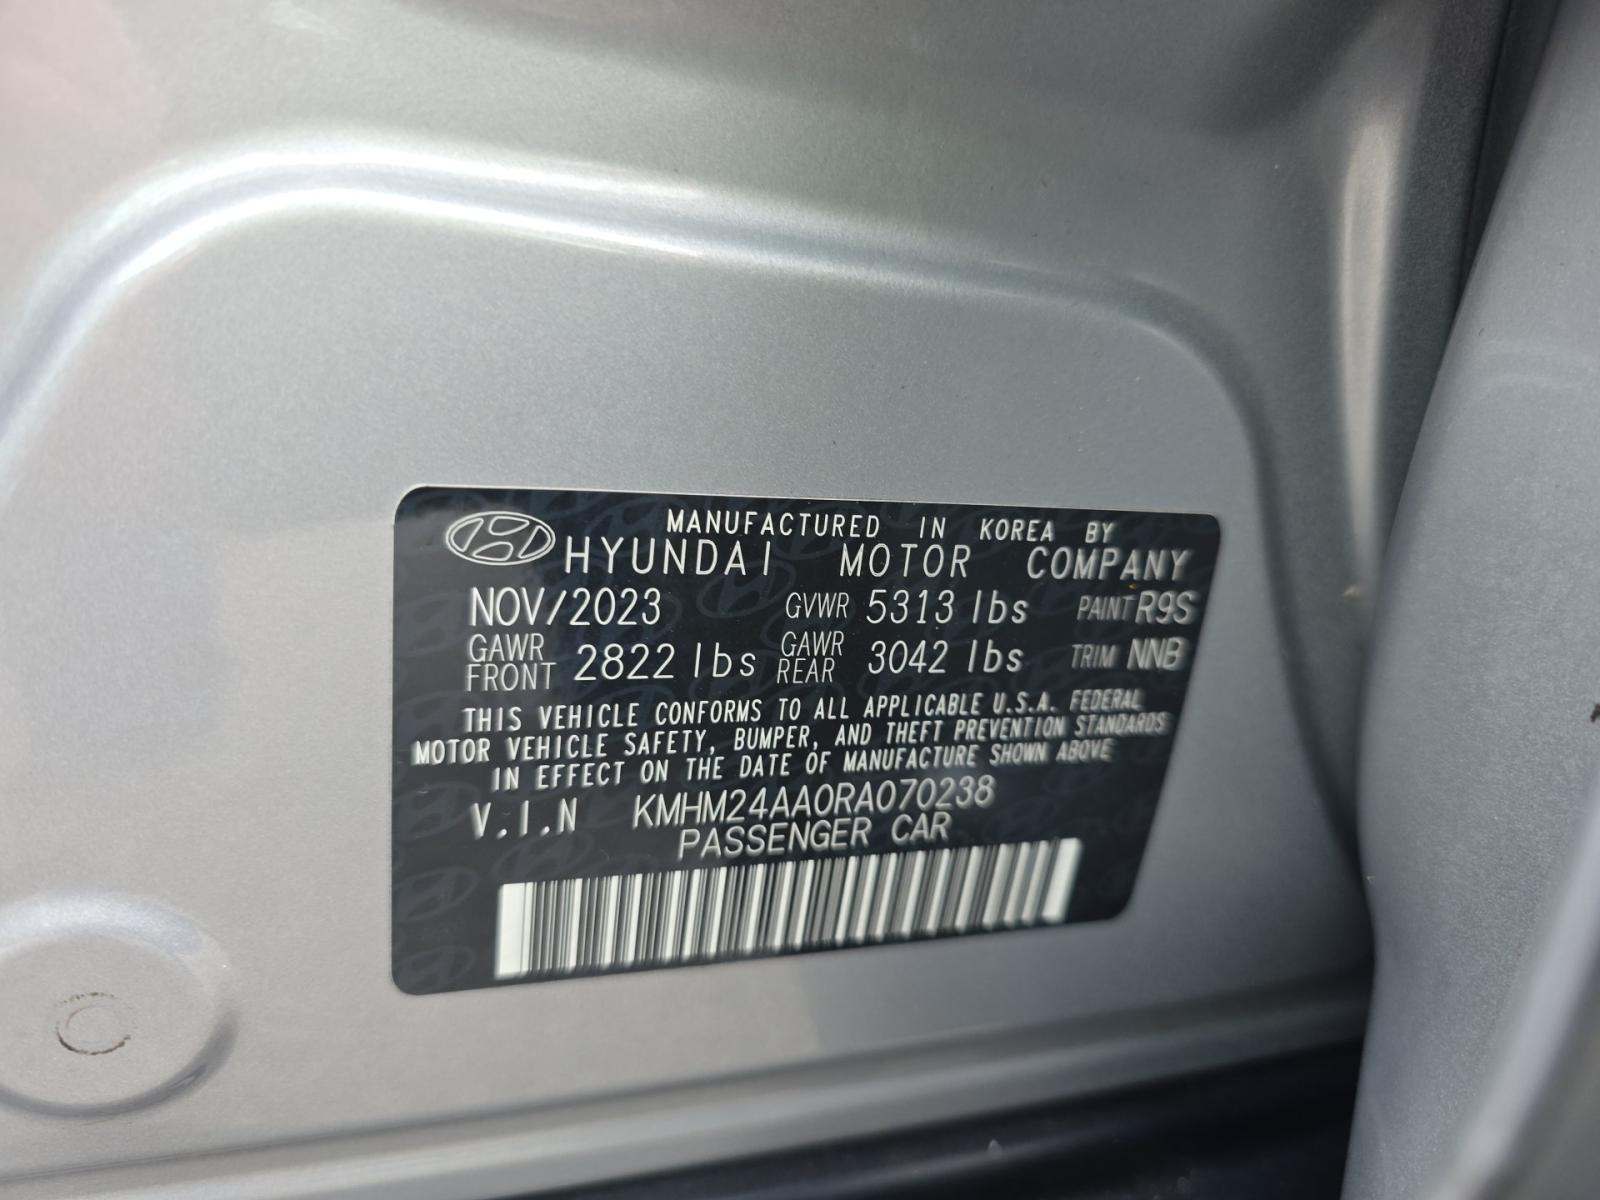 MANUFACTURED IN KOREA BY
HYUNDAI MOTOR COMPANY
NOV/2023 GVWR 5313 lbs PAINT R9S
GAWR FRONT 2822 lbs GAWR REAR 3042 lbs TRIM NNB
THIS VEHICLE CONFORMS TO ALL APPLICABLE U.S.A. FEDERAL
MOTOR VEHICLE SAFETY, BUMPER, AND THEFT PREVENTION STANDARDS
IN EFFECT ON THE DATE OF MANUFACTURE SHOWN ABOVE
V.I.N KMHM24AA0RA070238
PASSENGER CAR